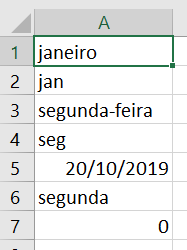 A
1 janeiro
2 jan
3 segunda-feira
4 seg
5 20/10/2019
6 segunda
7 0